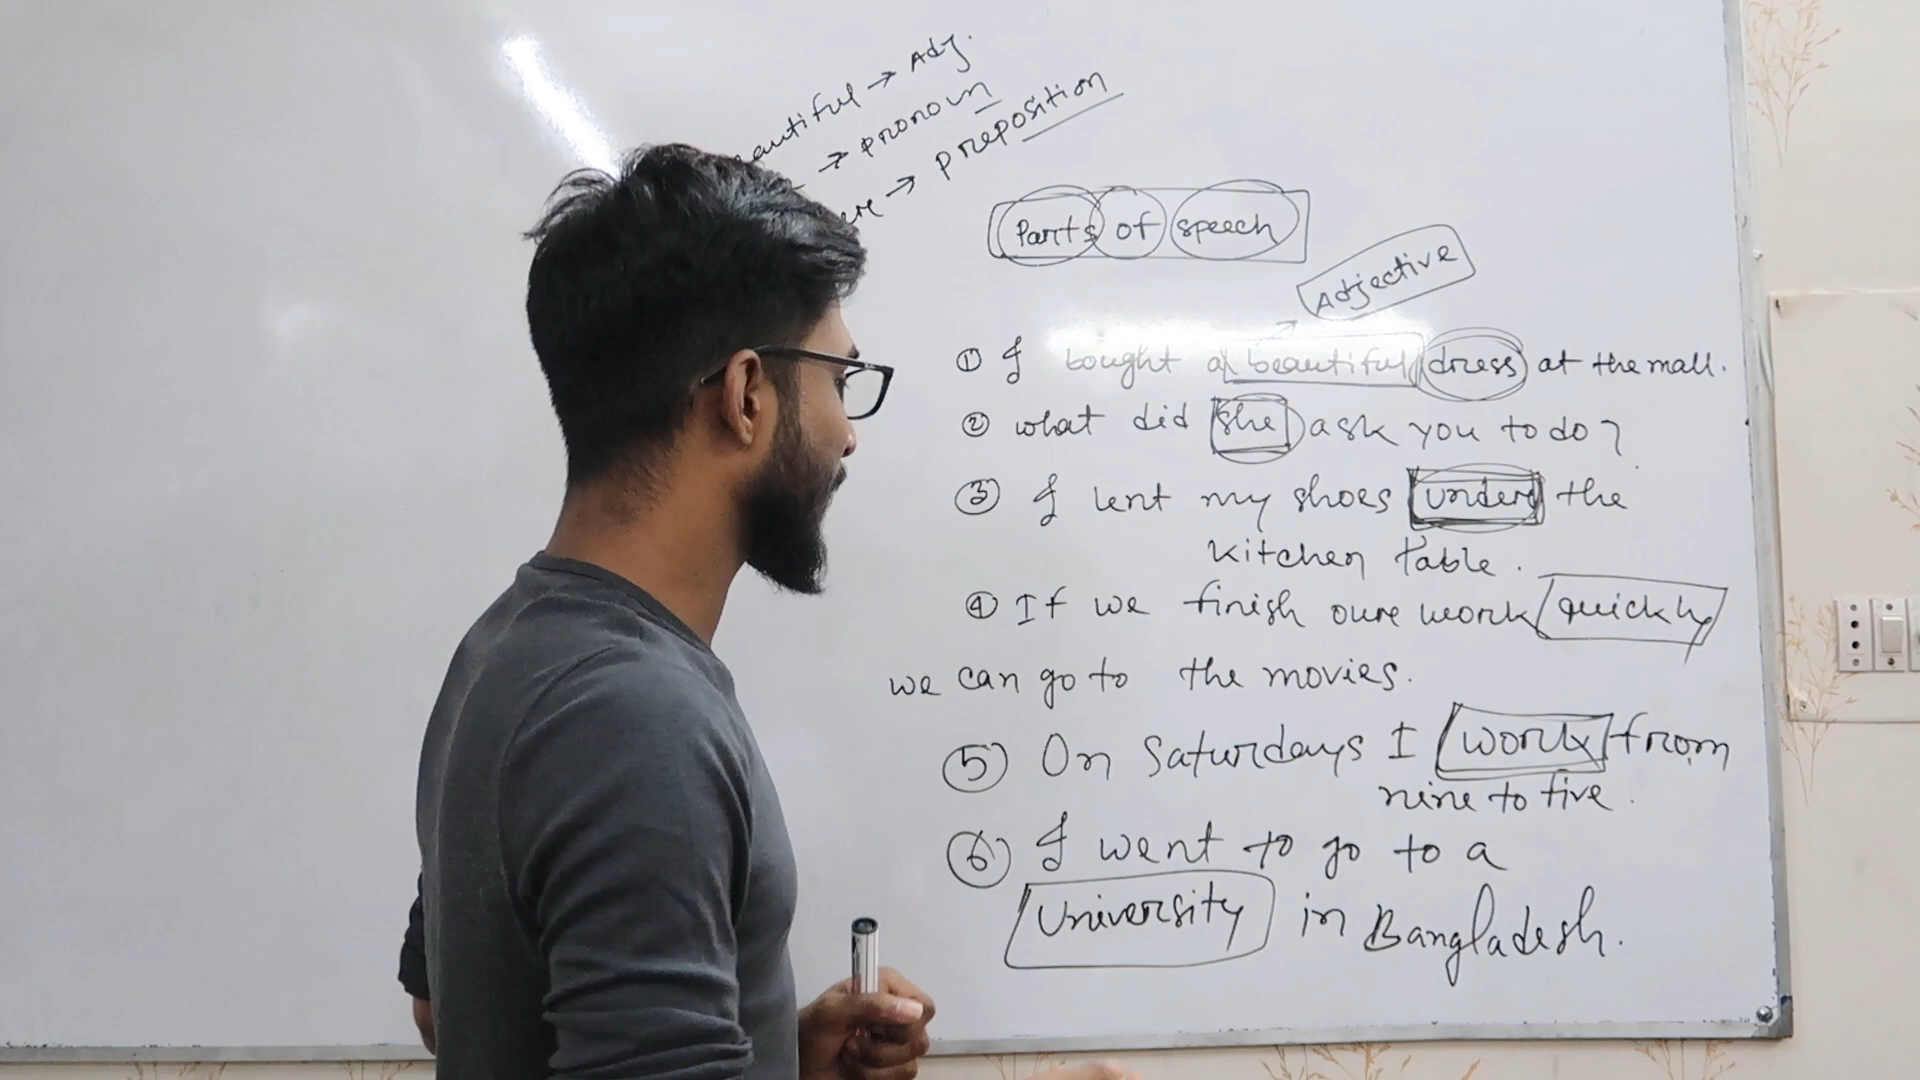 beautiful → Adj.
→ pronoun
→ preposition
Parts of speech
Adjective
① I bought a beautiful dress at the mall.
② what did she ask you to do?
③ I lent my shoes under the
kitchen table.
④ If we finish oure work quickly
we can go to the movies.
⑤ On Saturdays I work from
nine to five.
⑥ I went to go to a
University in Bangladesh.